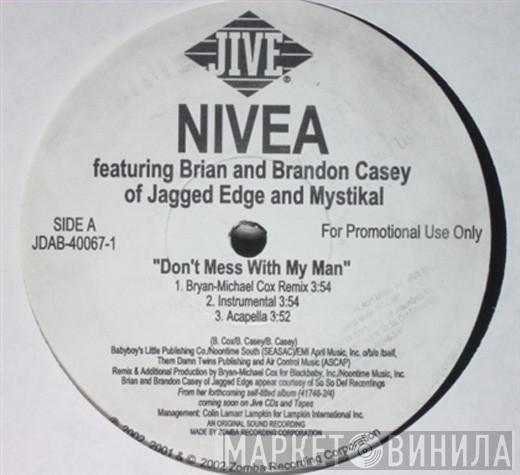 JIVE
®
NIVEA
featuring Brian and Brandon Casey
of Jagged Edge and Mystikal
SIDE A
JDAB-40067-1
For Promotional Use Only
"Don't Mess With My Man"
1. Bryan-Michael Cox Remix 3:54
2. Instrumental 3:54
3. Acapella 3:52
(B. Cox/B. Casey/B. Casey)
Babyboy's Little Publishing Co./Noontime South (SEASAC)/EMI April Music, Inc. o/b/o itself,
Them Damn Twins Publishing and Air Control Music (ASCAP)
Remix & Additional Production by Bryan-Michael Cox for Blackbaby, Inc./Noontime Music, Inc.
Brian and Brandon Casey of Jagged Edge appear courtesy of So So Def Recordings
From her forthcoming self-titled album (41746-2/4)
coming soon on Jive CDs and Tapes
Management: Colin Lamarr Lampkin for Lampkin International Inc.
AN ORIGINAL SOUND RECORDING
MADE BY ZOMBA RECORDING CORPORATION
℗ 2002, 2001 & © 2002 Zomba Recording Corporation
МАРКЕТ ВИНИЛА